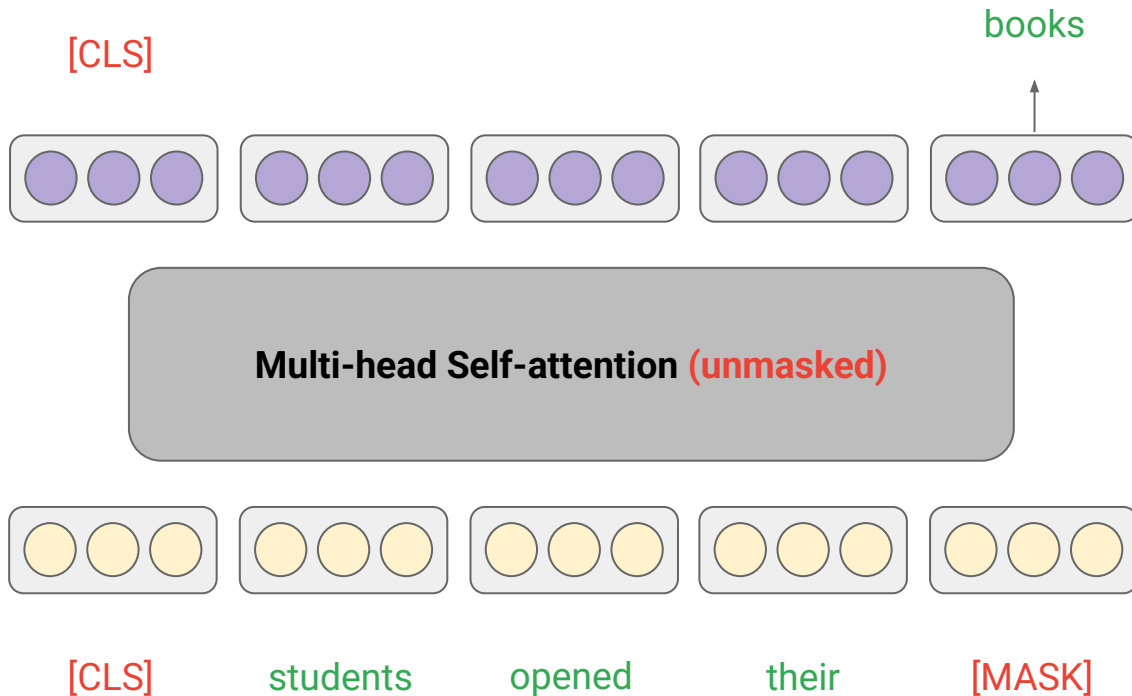 books
[CLS]
Multi-head Self-attention (unmasked)
[CLS] students opened their [MASK]